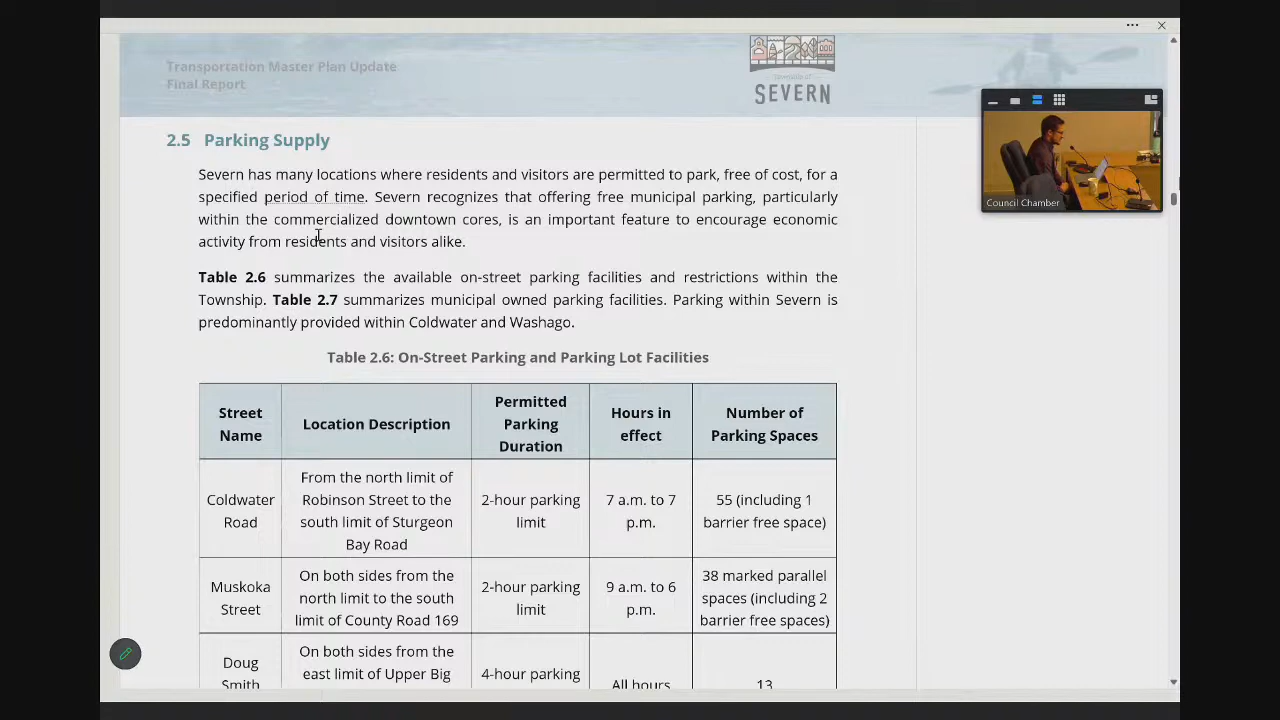 Transportation Master Plan Update
Final Report
Township of
SEVERN
2.5 Parking Supply
Severn has many locations where residents and visitors are permitted to park, free of cost, for a
specified period of time. Severn recognizes that offering free municipal parking, particularly
within the commercialized downtown cores, is an important feature to encourage economic
activity from residents and visitors alike.
Table 2.6 summarizes the available on-street parking facilities and restrictions within the
Township. Table 2.7 summarizes municipal owned parking facilities. Parking within Severn is
predominantly provided within Coldwater and Washago.
Table 2.6: On-Street Parking and Parking Lot Facilities
Street
Name
Location Description
Permitted
Parking
Duration
Hours in
effect
Number of
Parking Spaces
Coldwater
Road
From the north limit of
Robinson Street to the
south limit of Sturgeon
Bay Road
2-hour parking
limit
7 a.m. to 7
p.m.
55 (including 1
barrier free space)
Muskoka
Street
On both sides from the
north limit to the south
limit of County Road 169
2-hour parking
limit
9 a.m. to 6
p.m.
38 marked parallel
spaces (including 2
barrier free spaces)
Doug
Smith
On both sides from the
east limit of Upper Big
4-hour parking
All hours
13
Council Chamber